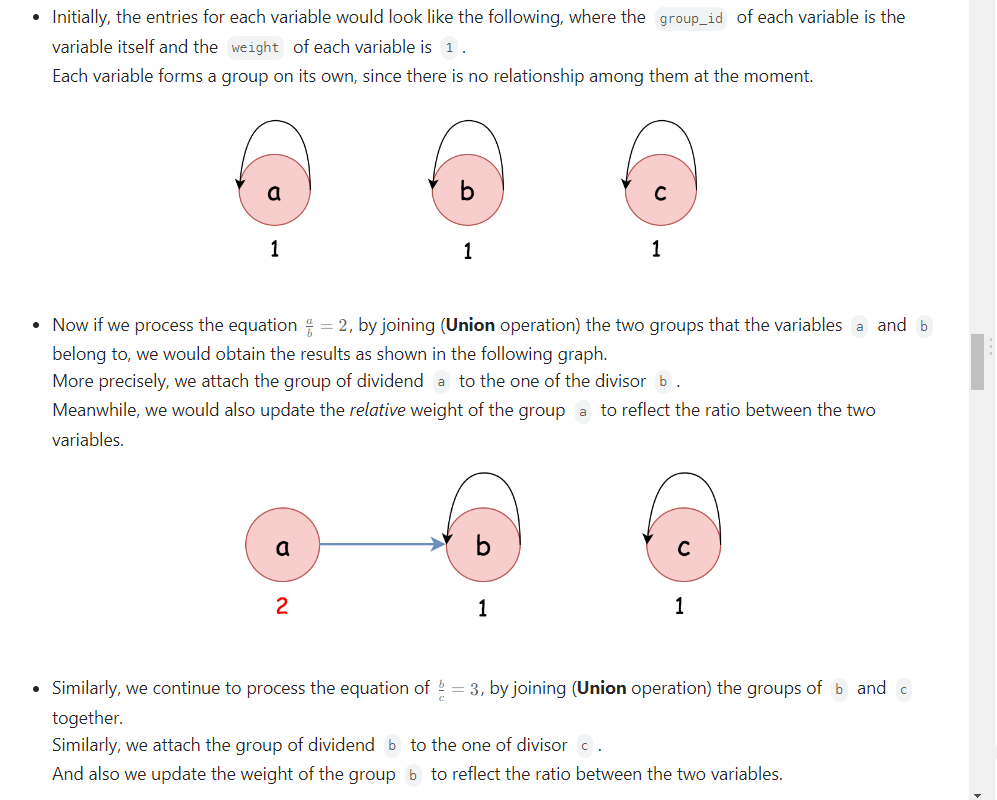 • Initially, the entries for each variable would look like the following, where the group_id of each variable is the
variable itself and the weight of each variable is 1 .
Each variable forms a group on its own, since there is no relationship among them at the moment.
a b c
1 1 1
• Now if we process the equation a/b = 2, by joining (Union operation) the two groups that the variables a and b
belong to, we would obtain the results as shown in the following graph.
More precisely, we attach the group of dividend a to the one of the divisor b .
Meanwhile, we would also update the relative weight of the group a to reflect the ratio between the two
variables.
a b c
2 1 1
• Similarly, we continue to process the equation of b/c = 3, by joining (Union operation) the groups of b and c
together.
Similarly, we attach the group of dividend b to the one of divisor c .
And also we update the weight of the group b to reflect the ratio between the two variables.